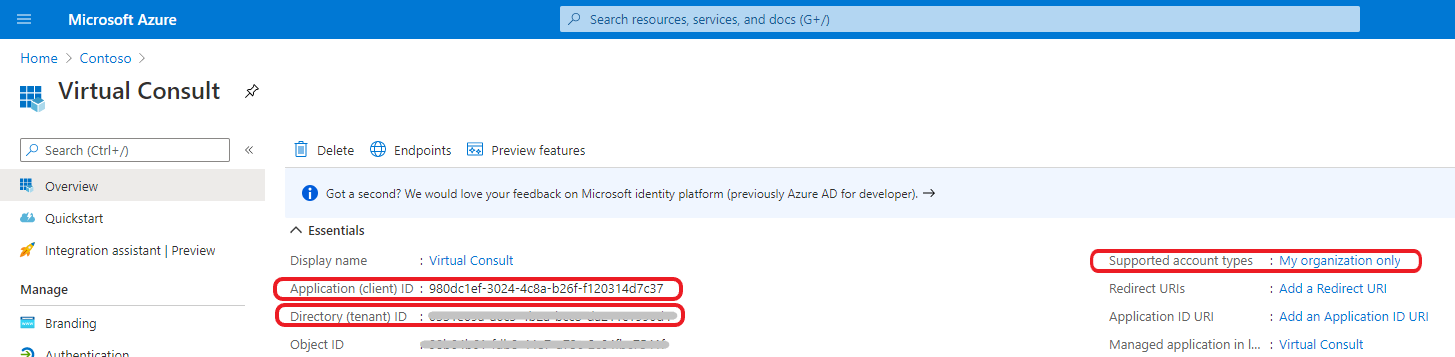 Microsoft Azure
Search resources, services, and docs (G+/)
Home > Contoso >
Virtual Consult
Search (Ctrl+/)
«
Overview
Quickstart
Integration assistant | Preview
Manage
Branding
Authentication
Delete
Endpoints
Preview features
Got a second? We would love your feedback on Microsoft identity platform (previously Azure AD for developer). →
Essentials
Display name : Virtual Consult
Application (client) ID : 980dc1ef-3024-4c8a-b26f-f120314d7c37
Directory (tenant) ID :
Object ID :
Supported account types : My organization only
Redirect URIs : Add a Redirect URI
Application ID URI : Add an Application ID URI
Managed application in l... : Virtual Consult